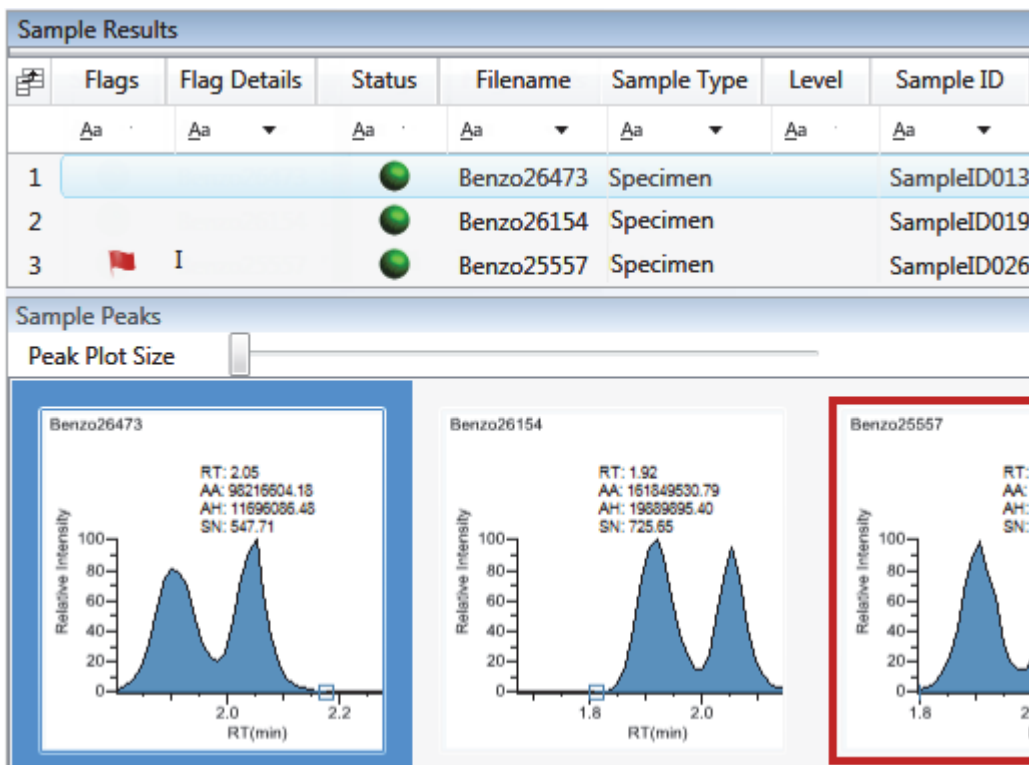 Sample Results
Flags Flag Details Status Filename Sample Type Level Sample ID
Aa Aa Aa Aa Aa Aa Aa
1 Benzo26473 Specimen SampleID013
2 Benzo26154 Specimen SampleID019
3 I Benzo25557 Specimen SampleID026
Sample Peaks
Peak Plot Size
Benzo26473
RT: 2.05
AA: 98216604.18
AH: 11696086.48
SN: 547.71
Relative Intensity
100
80
60
40
20
0
2.0 2.2
RT(min)
Benzo26154
RT: 1.92
AA: 161849530.79
AH: 19889895.40
SN: 725.65
Relative Intensity
100
80
60
40
20
0
1.8 2.0
RT(min)
Benzo25557
RT:
AA:
AH:
SN:
Relative Intensity
100
80
60
40
20
0
1.8 2